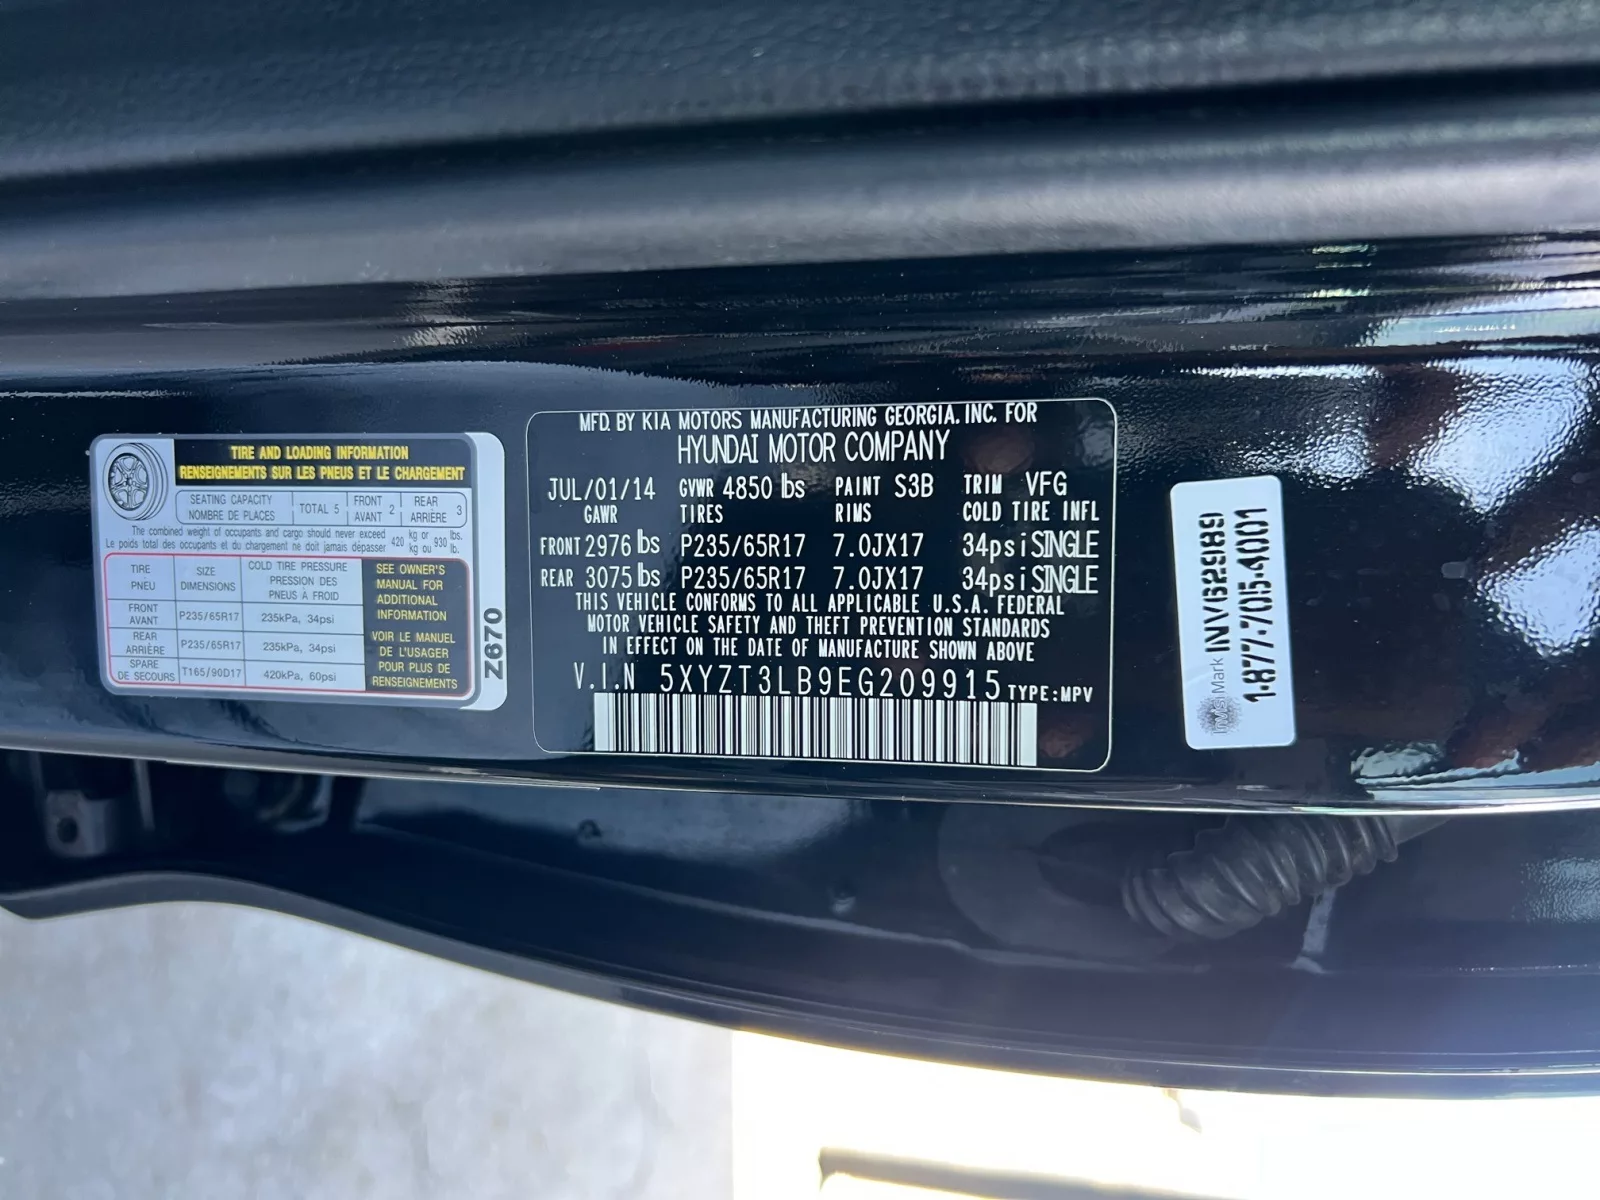 TIRE AND LOADING INFORMATION
RENSEIGNEMENTS SUR LES PNEUS ET LE CHARGEMENT
SEATING CAPACITY
NOMBRE DE PLACES
TOTAL 5
FRONT
AVANT
2
REAR
ARRIÈRE
3
The combined weight of occupants and cargo should never exceed
Le poids total des occupants et du chargement ne doit jamais dépasser
420
kg or
kg ou
930
lbs.
lb.
TIRE
PNEU
SIZE
DIMENSIONS
COLD TIRE PRESSURE
PRESSION DES
PNEUS À FROID
FRONT
AVANT
P235/65R17
235kPa, 34psi
REAR
ARRIÈRE
P235/65R17
235kPa, 34psi
SPARE
DE SECOURS
T165/90D17
420kPa, 60psi
SEE OWNER'S
MANUAL FOR
ADDITIONAL
INFORMATION
VOIR LE MANUEL
DE L'USAGER
POUR PLUS DE
RENSEIGNEMENTS
Z670
MFD. BY KIA MOTORS MANUFACTURING GEORGIA. INC. FOR
HYUNDAI MOTOR COMPANY
JUL/01/14 GVWR 4850 lbs PAINT S3B TRIM VFG
GAWR TIRES RIMS COLD TIRE INFL
FRONT 2976 lbs P235/65R17 7.0JX17 34psi SINGLE
REAR 3075 lbs P235/65R17 7.0JX17 34psi SINGLE
THIS VEHICLE CONFORMS TO ALL APPLICABLE U.S.A. FEDERAL
MOTOR VEHICLE SAFETY AND THEFT PREVENTION STANDARDS
IN EFFECT ON THE DATE OF MANUFACTURE SHOWN ABOVE
V.I.N 5XYZT3LB9EG209915 TYPE:MPV
Mark INV62989
1-877-705-4001